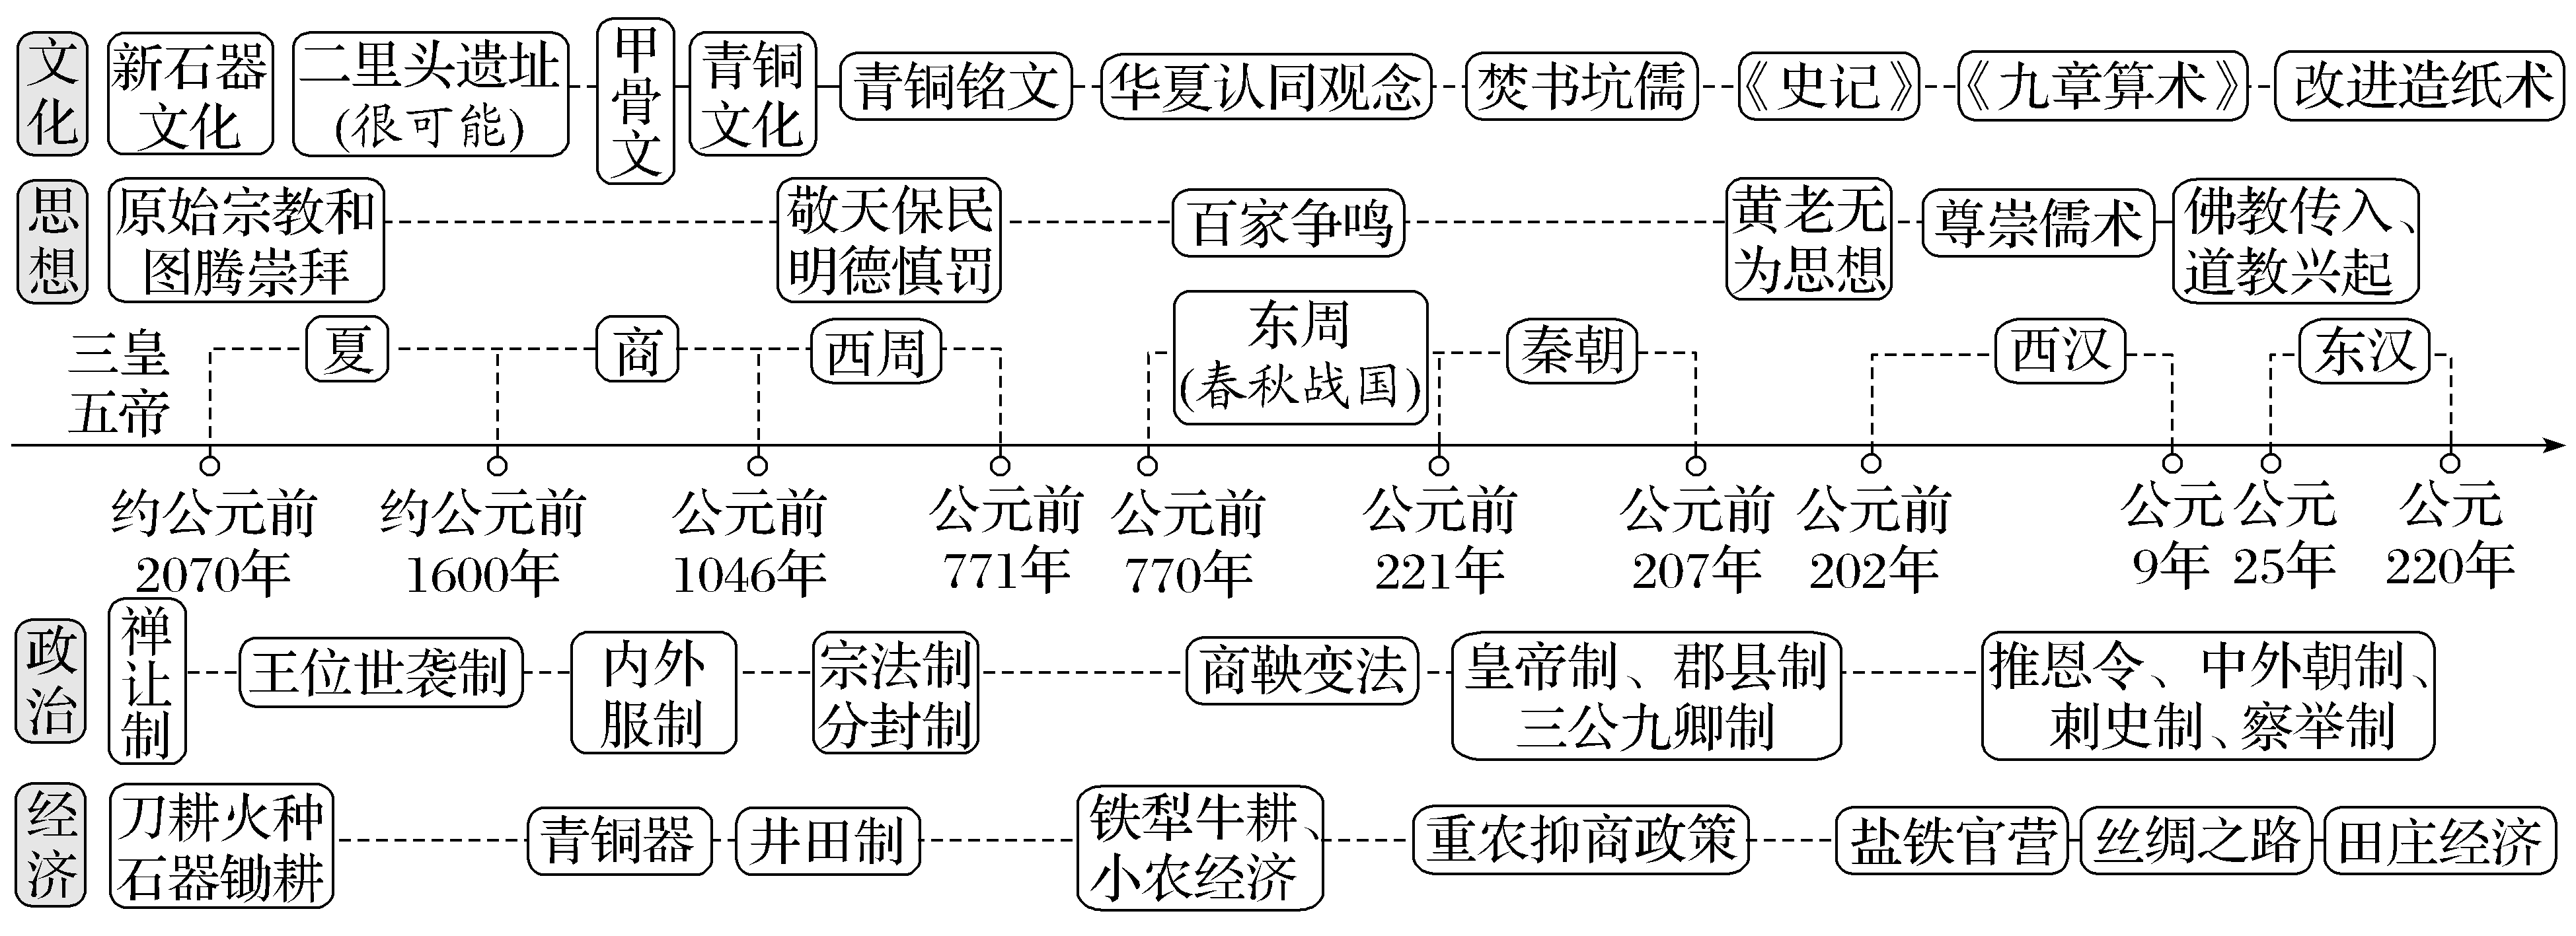 文化
新石器
文化
二里头遗址
(很可能)
甲骨文
青铜
文化
青铜铭文
华夏认同观念
焚书坑儒
《史记》
《九章算术》
改进造纸术
思想
原始宗教和
图腾崇拜
敬天保民
明德慎罚
百家争鸣
黄老无
为思想
尊崇儒术
佛教传入、
道教兴起
三皇
五帝
夏
商
西周
东周
(春秋战国)
秦朝
西汉
东汉
约公元前
2070年
约公元前
1600年
公元前
1046年
公元前
771年
公元前
770年
公元前
221年
公元前
207年
公元前
202年
公元
9年
公元
25年
公元
220年
政治
禅让制
王位世袭制
内外
服制
宗法制
分封制
商鞅变法
皇帝制、郡县制
三公九卿制
推恩令、中外朝制、
刺史制、察举制
经济
刀耕火种
石器锄耕
青铜器
井田制
铁犁牛耕、
小农经济
重农抑商政策
盐铁官营
丝绸之路
田庄经济